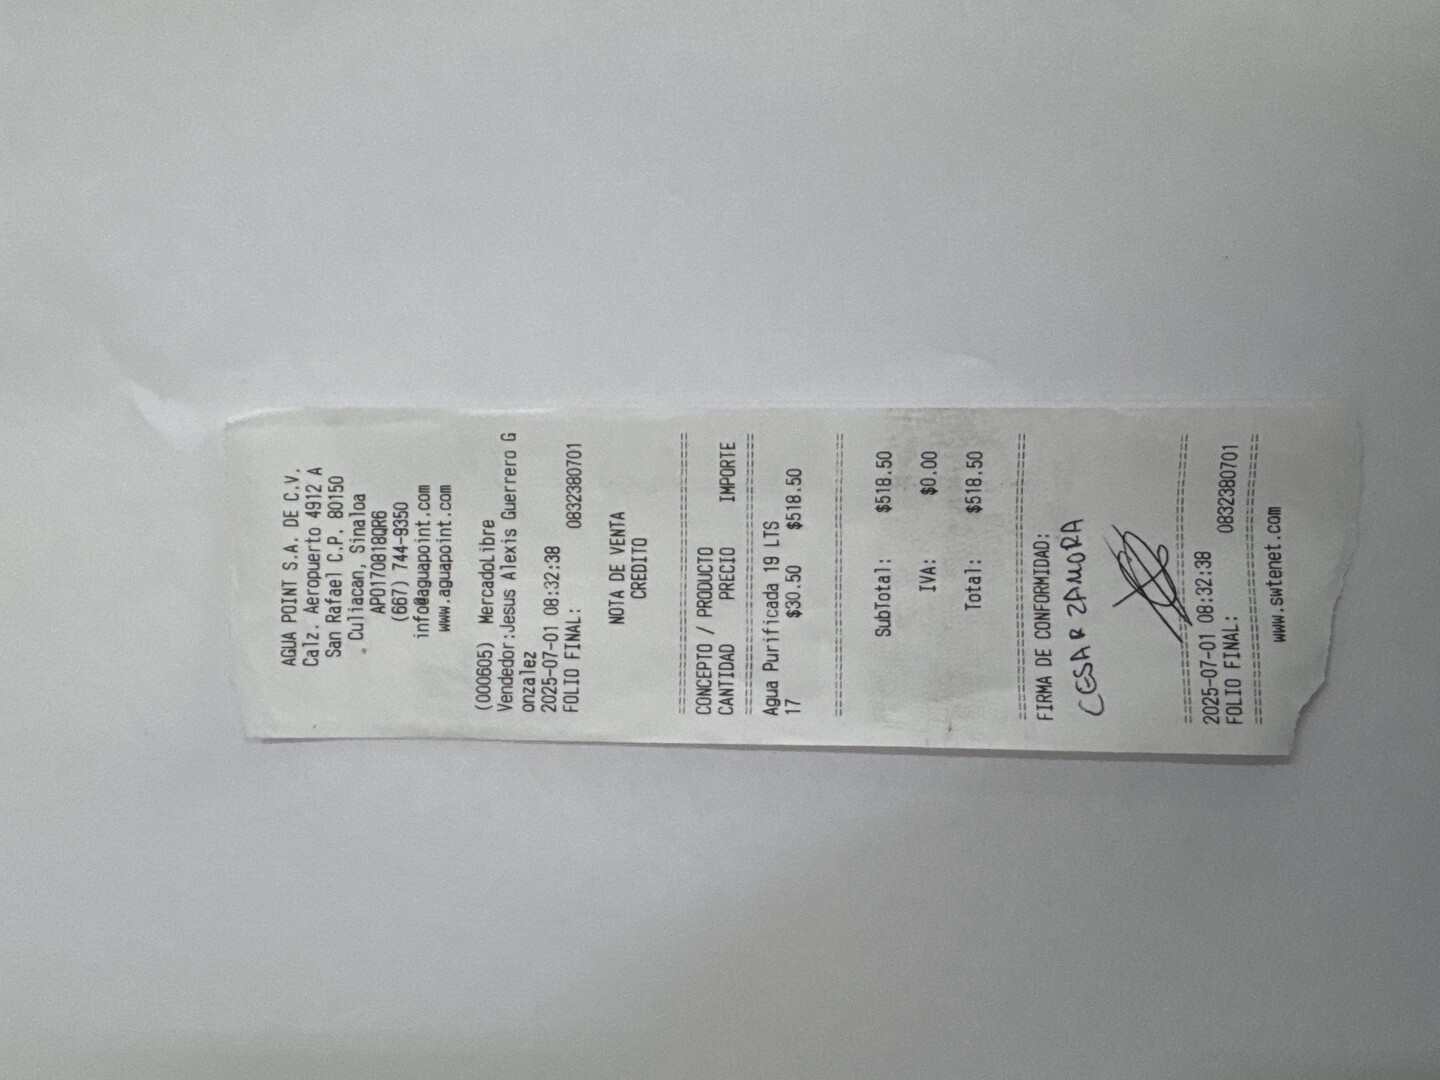 AGUA POINT S.A. DE C.V.
Calz. Aeropuerto 4912 A
San Rafael C.P. 80150
Culiacan, Sinaloa
APO170818QR6
(667) 744-9350
info@aguapoint.com
www.aguapoint.com
(000605) MercadoLibre
Vendedor:Jesus Alexis Guerrero G
onzalez
2025-07-01 08:32:38
FOLIO FINAL: 0832380701
NOTA DE VENTA
CREDITO
================================
CONCEPTO / PRODUCTO
CANTIDAD PRECIO IMPORTE
================================
Agua Purificada 19 LTS
17 $30.50 $518.50
================================
SubTotal: $518.50
IVA: $0.00
Total: $518.50
================================
FIRMA DE CONFORMIDAD:
CESAR ZAMORA
================================
2025-07-01 08:32:38
FOLIO FINAL: 0832380701
================================
www.swtenet.com